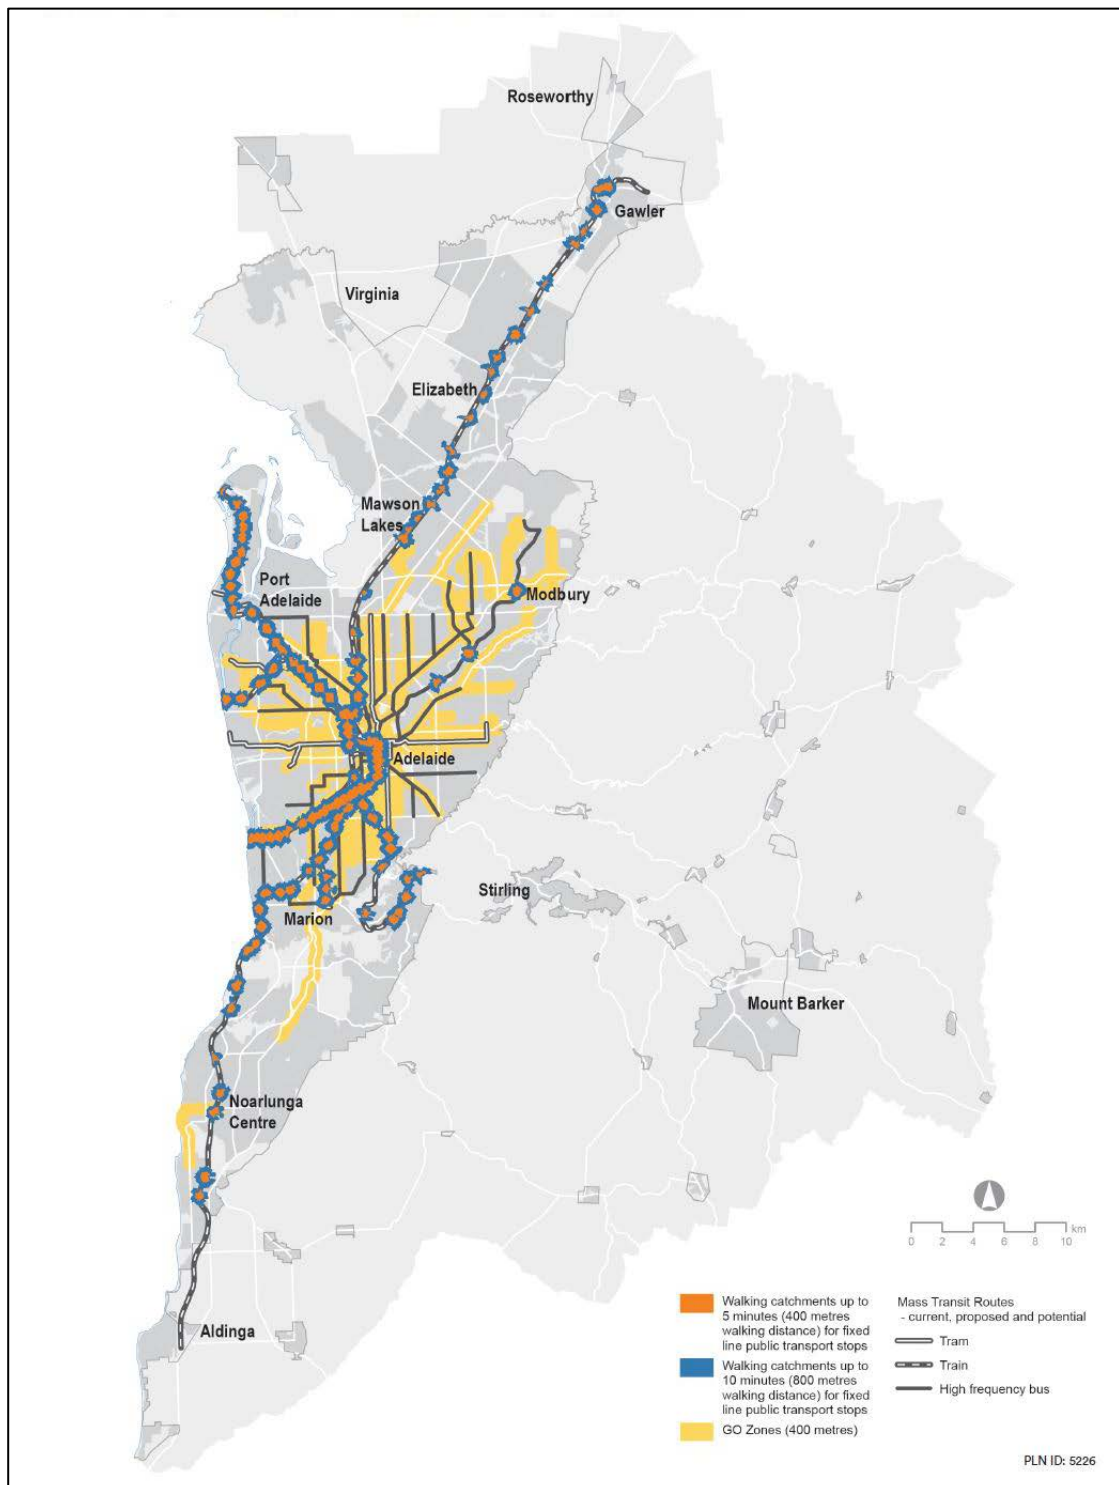 Roseworthy
Gawler
Virginia
Elizabeth
Mawson
Lakes
Port
Adelaide
Modbury
Adelaide
Stirling
Marion
Mount Barker
Noarlunga
Centre
Aldinga
km
0 2 4 6 8 10
Walking catchments up to
5 minutes (400 metres
walking distance) for fixed
line public transport stops
Walking catchments up to
10 minutes (800 metres
walking distance) for fixed
line public transport stops
GO Zones (400 metres)
Mass Transit Routes
- current, proposed and potential
Tram
Train
High frequency bus
PLN ID: 5226